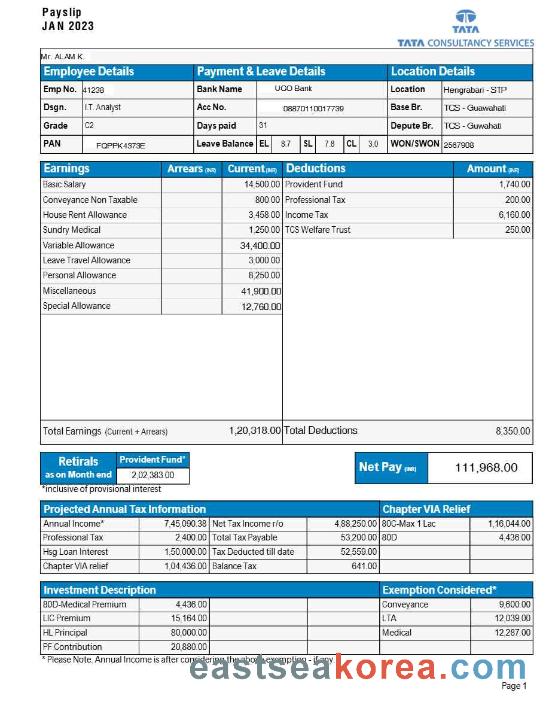 Payslip
JAN 2023
TATA
TATA CONSULTANCY SERVICES
Mr. ALAM K.
Employee Details Payment & Leave Details Location Details
Emp No. 41238 Bank Name UCO Bank Location Hengrabari - STP
Dsgn. I.T. Analyst Acc No. 08870110017739 Base Br. TCS - Guawahati
Grade C2 Days paid 31 Depute Br. TCS - Guwahati
PAN FQPPK4373E Leave Balance EL 8.7 SL 7.8 CL 3.0 WON/SWON 2567908
Earnings Arrears (INR) Current (INR) Deductions Amount (INR)
Basic Salary 14,500.00 Provident Fund 1,740.00
Conveyance Non Taxable 800.00 Professional Tax 200.00
House Rent Allowance 3,458.00 Income Tax 6,160.00
Sundry Medical 1,250.00 TCS Welfare Trust 250.00
Variable Allowance 34,400.00
Leave Travel Allowance 3,000.00
Personal Allowance 8,250.00
Miscellaneous 41,900.00
Special Allowance 12,760.00
Total Earnings (Current + Arrears) 1,20,318.00 Total Deductions 8,350.00
Retirals Provident Fund*
as on Month end 2,02,383.00
Net Pay (INR) 111,968.00
*inclusive of provisional interest
Projected Annual Tax Information Chapter VIA Relief
Annual Income* 7,45,090.38 Net Tax Income r/o 4,88,250.00 80C-Max 1 Lac 1,16,044.00
Professional Tax 2,400.00 Total Tax Payable 53,200.00 80D 4,436.00
Hsg Loan Interest 1,50,000.00 Tax Deducted till date 52,559.00
Chapter VIA relief 1,04,436.00 Balance Tax 641.00
Investment Description Exemption Considered*
80D-Medical Premium 4,436.00 Conveyance 9,600.00
LIC Premium 15,164.00 LTA 12,039.00
HL Principal 80,000.00 Medical 12,287.00
PF Contribution 20,880.00
* Please Note, Annual Income is after considering the above exemption - if any.
eastseakorea.com
Page 1